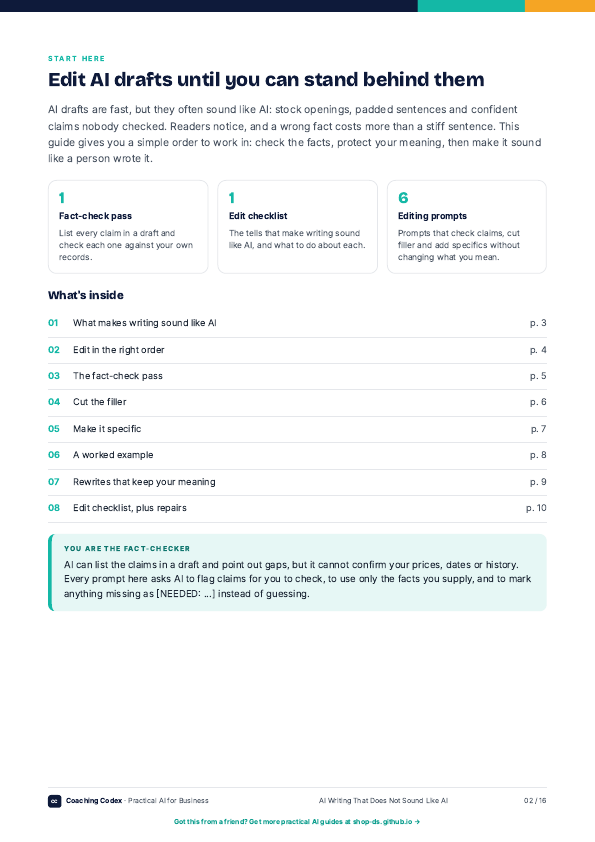 START HERE
Edit AI drafts until you can stand behind them
AI drafts are fast, but they often sound like AI: stock openings, padded sentences and confident
claims nobody checked. Readers notice, and a wrong fact costs more than a stiff sentence. This
guide gives you a simple order to work in: check the facts, protect your meaning, then make it sound
like a person wrote it.
1
Fact-check pass
List every claim in a draft and
check each one against your own
records.
1
Edit checklist
The tells that make writing sound
like AI, and what to do about each.
6
Editing prompts
Prompts that check claims, cut
filler and add specifics without
changing what you mean.
What's inside
01 What makes writing sound like AI p. 3
02 Edit in the right order p. 4
03 The fact-check pass p. 5
04 Cut the filler p. 6
05 Make it specific p. 7
06 A worked example p. 8
07 Rewrites that keep your meaning p. 9
08 Edit checklist, plus repairs p. 10
YOU ARE THE FACT-CHECKER
AI can list the claims in a draft and point out gaps, but it cannot confirm your prices, dates or history.
Every prompt here asks AI to flag claims for you to check, to use only the facts you supply, and to mark
anything missing as [NEEDED: ...] instead of guessing.
cc Coaching Codex · Practical AI for Business AI Writing That Does Not Sound Like AI 02 / 16
Got this from a friend? Get more practical AI guides at shop-ds.github.io →